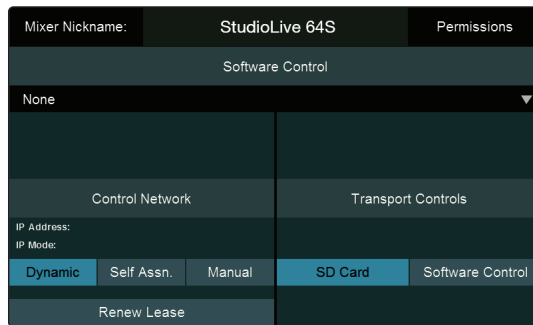 Mixer Nickname: StudioLive 64S Permissions
Software Control
None
Control Network Transport Controls
IP Address:
IP Mode:
Dynamic Self Assn. Manual SD Card Software Control
Renew Lease